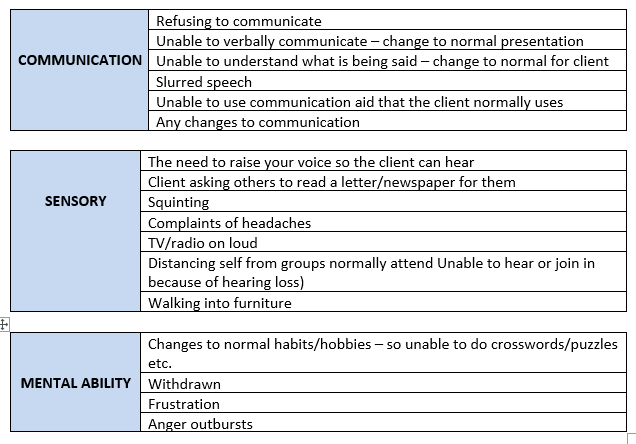 COMMUNICATION
Refusing to communicate
Unable to verbally communicate – change to normal presentation
Unable to understand what is being said – change to normal for client
Slurred speech
Unable to use communication aid that the client normally uses
Any changes to communication
SENSORY
The need to raise your voice so the client can hear
Client asking others to read a letter/newspaper for them
Squinting
Complaints of headaches
TV/radio on loud
Distancing self from groups normally attend Unable to hear or join in
because of hearing loss)
Walking into furniture
MENTAL ABILITY
Changes to normal habits/hobbies – so unable to do crosswords/puzzles
etc.
Withdrawn
Frustration
Anger outbursts